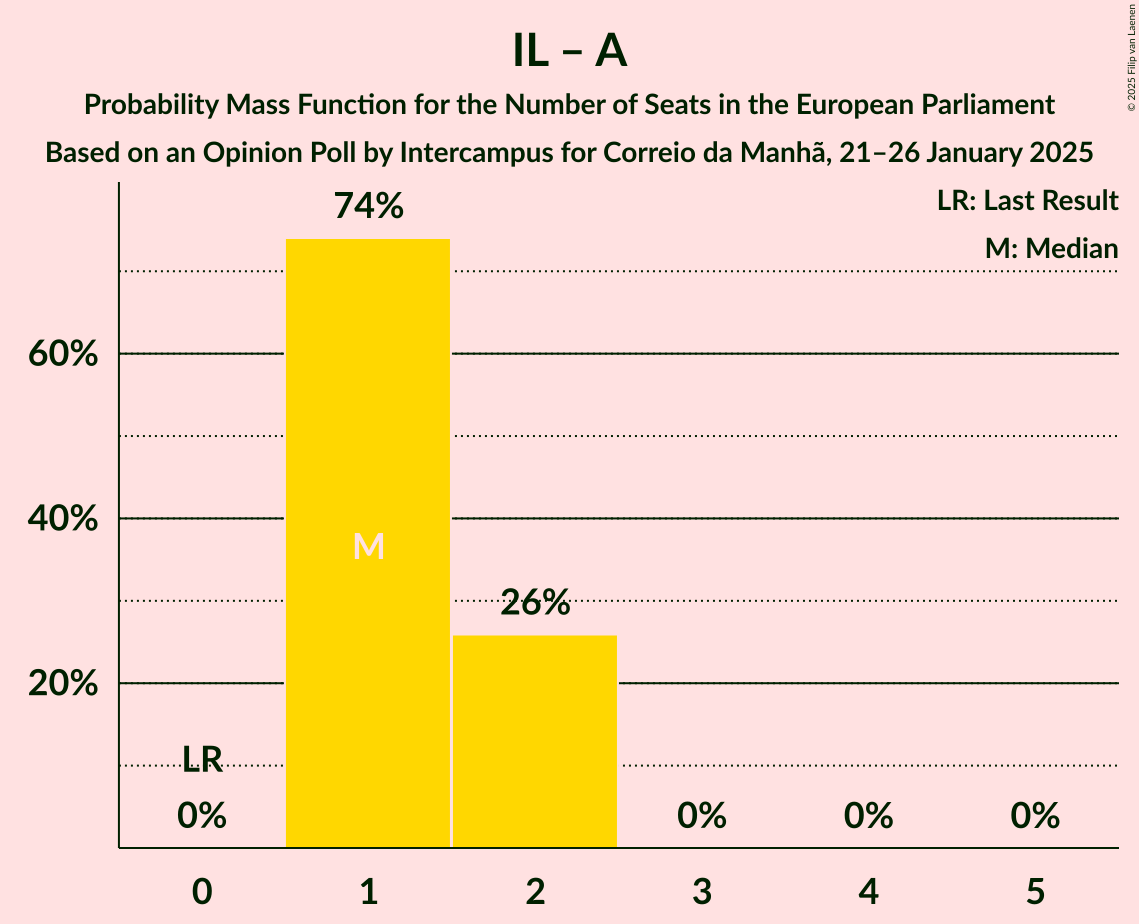 IL – A
Probability Mass Function for the Number of Seats in the European Parliament
Based on an Opinion Poll by Intercampus for Correio da Manhã, 21–26 January 2025
© 2025 Filip van Laenen
LR: Last Result
M: Median
74%
60%
40%
M
26%
20%
LR
0%
0%
0%
0%
0 1 2 3 4 5